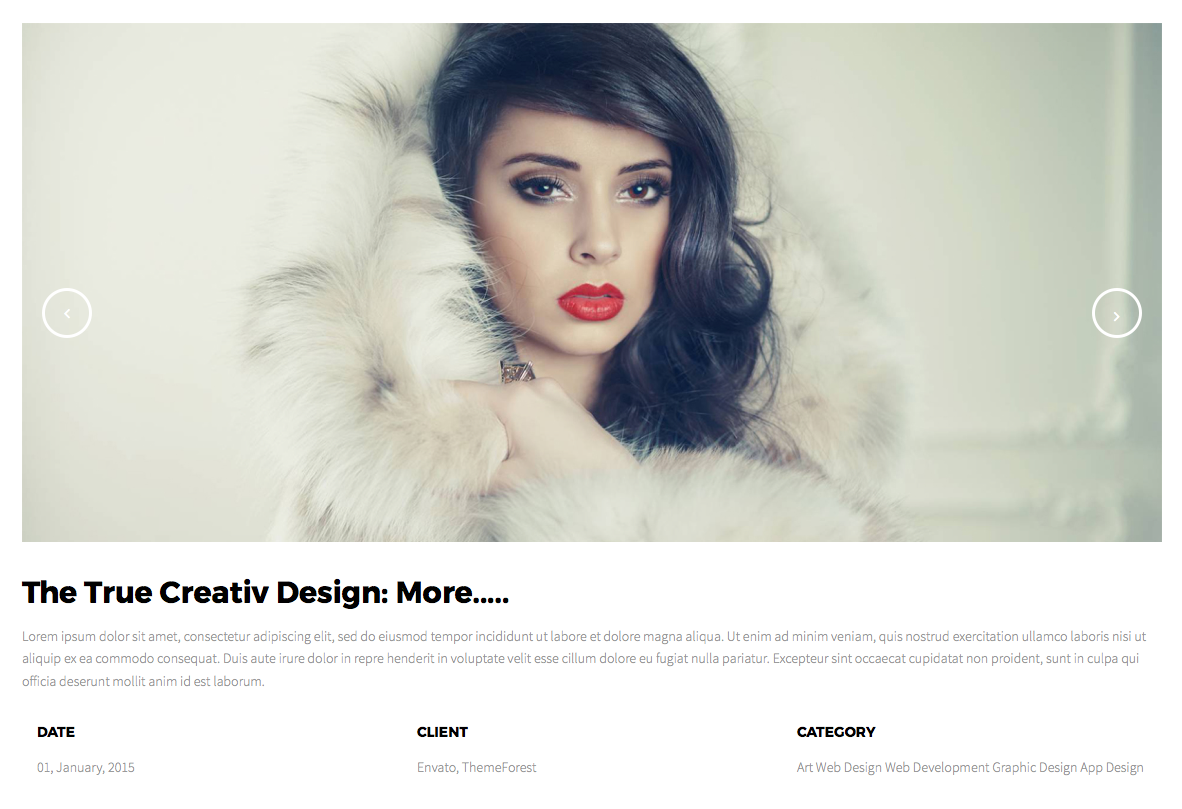 The True Creativ Design: More.....
Lorem ipsum dolor sit amet, consectetur adipiscing elit, sed do eiusmod tempor incididunt ut labore et dolore magna aliqua. Ut enim ad minim veniam, quis nostrud exercitation ullamco laboris nisi ut
aliquip ex ea commodo consequat. Duis aute irure dolor in repre henderit in voluptate velit esse cillum dolore eu fugiat nulla pariatur. Excepteur sint occaecat cupidatat non proident, sunt in culpa qui
officia deserunt mollit anim id est laborum.
DATE
01, January, 2015
CLIENT
Envato, ThemeForest
CATEGORY
Art Web Design Web Development Graphic Design App Design